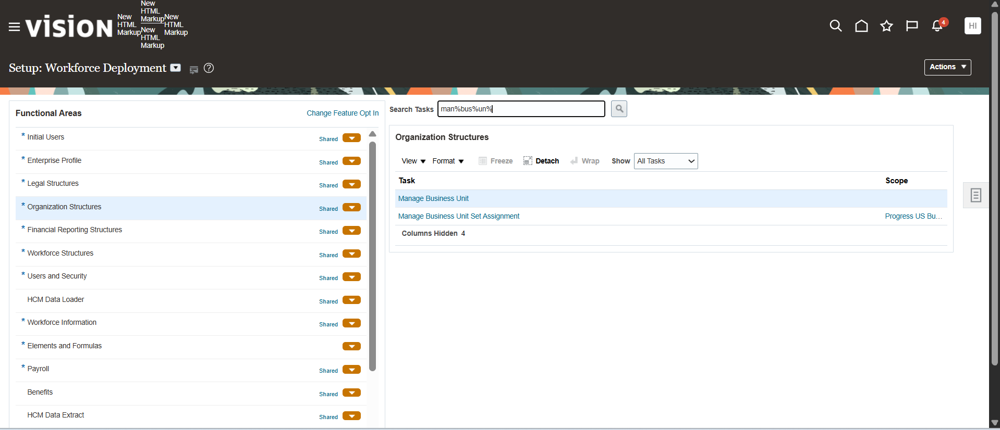 New
HTML
Markup
New
HTML
Markup
New
HTML
Markup
New
HTML
Markup
VISION
4
HI
Setup: Workforce Deployment
?
Actions
Functional Areas
Change Feature Opt In
* Initial Users Shared
* Enterprise Profile Shared
* Legal Structures Shared
* Organization Structures Shared
* Financial Reporting Structures Shared
* Workforce Structures Shared
* Users and Security Shared
HCM Data Loader Shared
* Workforce Information Shared
* Elements and Formulas
* Payroll Shared
Benefits Shared
HCM Data Extract Shared
Search Tasks man%bus%un%
Organization Structures
View Format Freeze Detach Wrap Show All Tasks
Task Scope
Manage Business Unit
Manage Business Unit Set Assignment Progress US Bu...
Columns Hidden 4